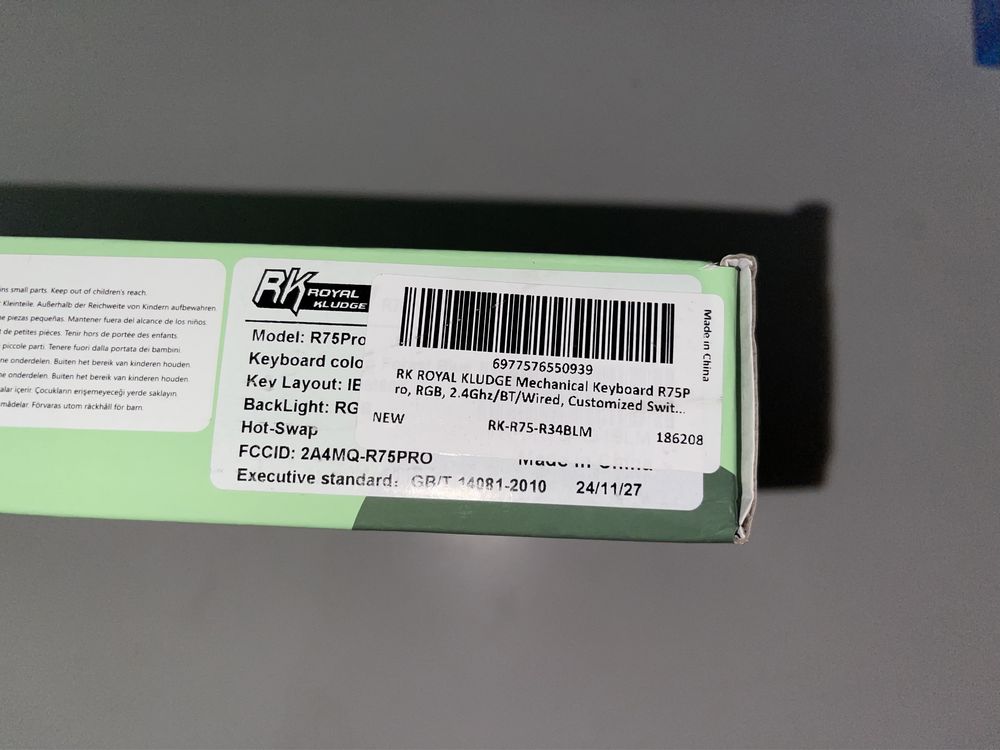 ns small parts. Keep out of children's reach.
Kleinteile. Außerhalb der Reichweite von Kindern aufbewahren.
piezas pequeñas. Mantener fuera del alcance de los niños.
de petites pièces. Tenir hors de portée des enfants.
piccole parti. Tenere fuori dalla portata dei bambini.
ne onderdelen. Buiten het bereik van kinderen houden.
ne onderdelen. Buiten het bereik van kinderen houden.
alar içerir. Çocukların erişemeyeceği yerde saklayın.
mådelar. Förvaras utom räckhåll för barn.
RK ROYAL
KLUDGE
Model: R75Pro
Keyboard colo
Key Layout: IE
BackLight: RG
Hot-Swap
FCCID: 2A4MQ-R75PRO
Made in China
Executive standard: GB/T 14081-2010 24/11/27
6977576550939
RK ROYAL KLUDGE Mechanical Keyboard R75P
ro, RGB, 2.4Ghz/BT/Wired, Customized Swit...
NEW RK-R75-R34BLM 186208
Made in China